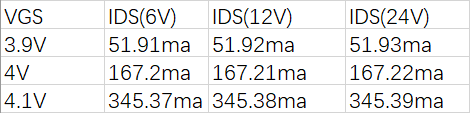 VGS IDS(6V) IDS(12V) IDS(24V)
3.9V 51.91ma 51.92ma 51.93ma
4V 167.2ma 167.21ma 167.22ma
4.1V 345.37ma 345.38ma 345.39ma